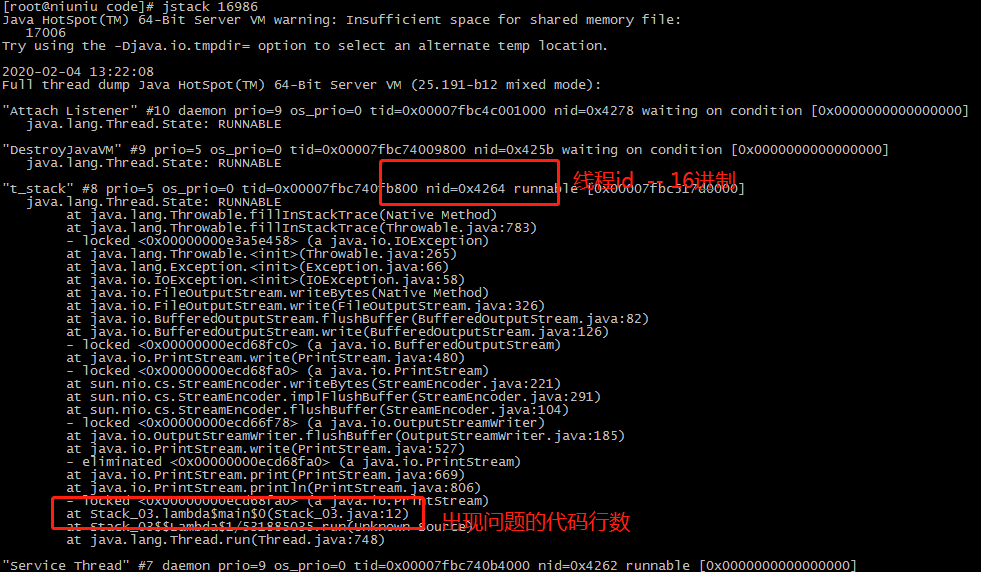 [root@niuniu code]# jstack 16986
Java HotSpot(TM) 64-Bit Server VM warning: Insufficient space for shared memory file:
   17006
Try using the -Djava.io.tmpdir= option to select an alternate temp location.
2020-02-04 13:22:08
Full thread dump Java HotSpot(TM) 64-Bit Server VM (25.191-b12 mixed mode):
"Attach Listener" #10 daemon prio=9 os_prio=0 tid=0x00007fbc4c001000 nid=0x4278 waiting on condition [0x0000000000000000]
   java.lang.Thread.State: RUNNABLE
"DestroyJavaVM" #9 prio=5 os_prio=0 tid=0x00007fbc74009800 nid=0x425b waiting on condition [0x0000000000000000]
   java.lang.Thread.State: RUNNABLE
"t_stack" #8 prio=5 os_prio=0 tid=0x00007fbc740fb800 nid=0x4264 runnable [0x00007fbc517d0000] 线程id -- 16进制
   java.lang.Thread.State: RUNNABLE
        at java.lang.Throwable.fillInStackTrace(Native Method)
        at java.lang.Throwable.fillInStackTrace(Throwable.java:783)
        - locked <0x00000000e3a5e458> (a java.io.IOException)
        at java.lang.Throwable.<init>(Throwable.java:265)
        at java.lang.Exception.<init>(Exception.java:66)
        at java.io.IOException.<init>(IOException.java:58)
        at java.io.FileOutputStream.writeBytes(Native Method)
        at java.io.FileOutputStream.write(FileOutputStream.java:326)
        at java.io.BufferedOutputStream.flushBuffer(BufferedOutputStream.java:82)
        at java.io.BufferedOutputStream.write(BufferedOutputStream.java:126)
        - locked <0x00000000ecd68fc0> (a java.io.BufferedOutputStream)
        at java.io.PrintStream.write(PrintStream.java:480)
        - locked <0x00000000ecd68fa0> (a java.io.PrintStream)
        at sun.nio.cs.StreamEncoder.writeBytes(StreamEncoder.java:221)
        at sun.nio.cs.StreamEncoder.implFlushBuffer(StreamEncoder.java:291)
        at sun.nio.cs.StreamEncoder.flushBuffer(StreamEncoder.java:104)
        - locked <0x00000000ecd66f78> (a java.io.OutputStreamWriter)
        at java.io.OutputStreamWriter.flushBuffer(OutputStreamWriter.java:185)
        at java.io.PrintStream.write(PrintStream.java:527)
        - eliminated <0x00000000ecd68fa0> (a java.io.PrintStream)
        at java.io.PrintStream.print(PrintStream.java:669)
        at java.io.PrintStream.println(PrintStream.java:806)
        - locked <0x00000000ecd68fa0> (a java.io.PrintStream)
        at Stack_03.lambda$main$0(Stack_03.java:12)
出现问题的代码行数
        at Stack_03$$Lambda$1/531885035.run(Unknown Source)
        at java.lang.Thread.run(Thread.java:748)
"Service Thread" #7 daemon prio=9 os_prio=0 tid=0x00007fbc740b4000 nid=0x4262 runnable [0x0000000000000000]